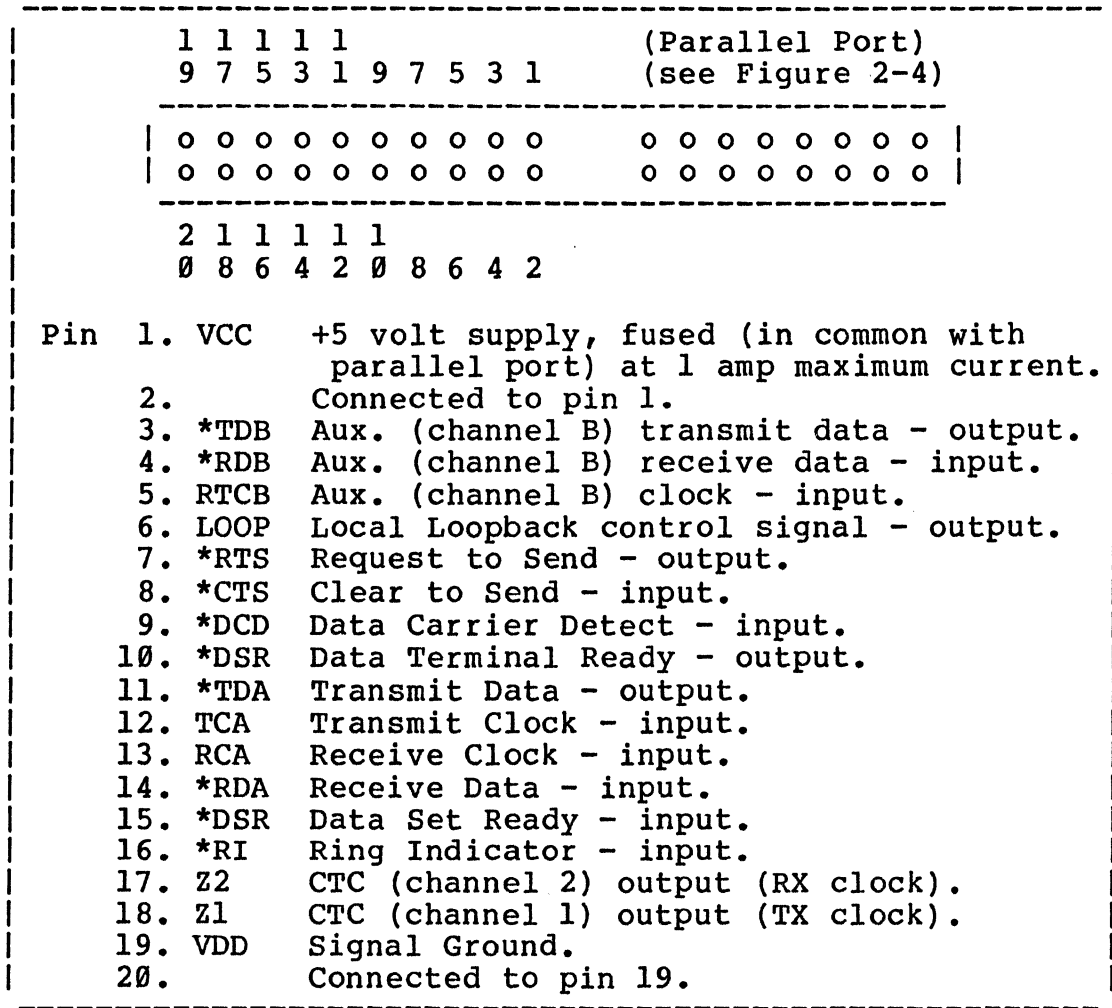 1 1 1 1 1 (Parallel Port)
9 7 5 3 1 9 7 5 3 1 (see Figure 2-4)
| o o o o o o o o o o o o o o o o o o |
| o o o o o o o o o o o o o o o o o o |
2 1 1 1 1 1
0 8 6 4 2 0 8 6 4 2
Pin 1. VCC +5 volt supply, fused (in common with
parallel port) at 1 amp maximum current.
2. Connected to pin 1.
3. *TDB Aux. (channel B) transmit data - output.
4. *RDB Aux. (channel B) receive data - input.
5. RTCB Aux. (channel B) clock - input.
6. LOOP Local Loopback control signal - output.
7. *RTS Request to Send - output.
8. *CTS Clear to Send - input.
9. *DCD Data Carrier Detect - input.
10. *DSR Data Terminal Ready - output.
11. *TDA Transmit Data - output.
12. TCA Transmit Clock - input.
13. RCA Receive Clock - input.
14. *RDA Receive Data - input.
15. *DSR Data Set Ready - input.
16. *RI Ring Indicator - input.
17. Z2 CTC (channel 2) output (RX clock).
18. Z1 CTC (channel 1) output (TX clock).
19. VDD Signal Ground.
20. Connected to pin 19.